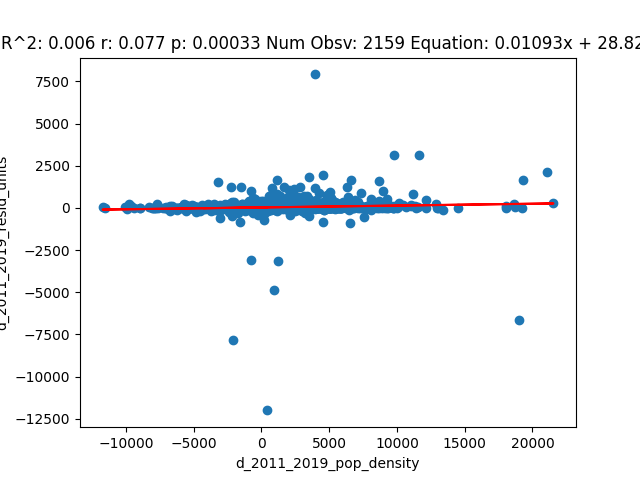 R^2: 0.006 r: 0.077 p: 0.00033 Num Obsv: 2159 Equation: 0.01093x + 28.82
d_2011_2019_resid_units
7500
5000
2500
0
−2500
−5000
−7500
−10000
−12500
−10000 −5000 0 5000 10000 15000 20000
d_2011_2019_pop_density